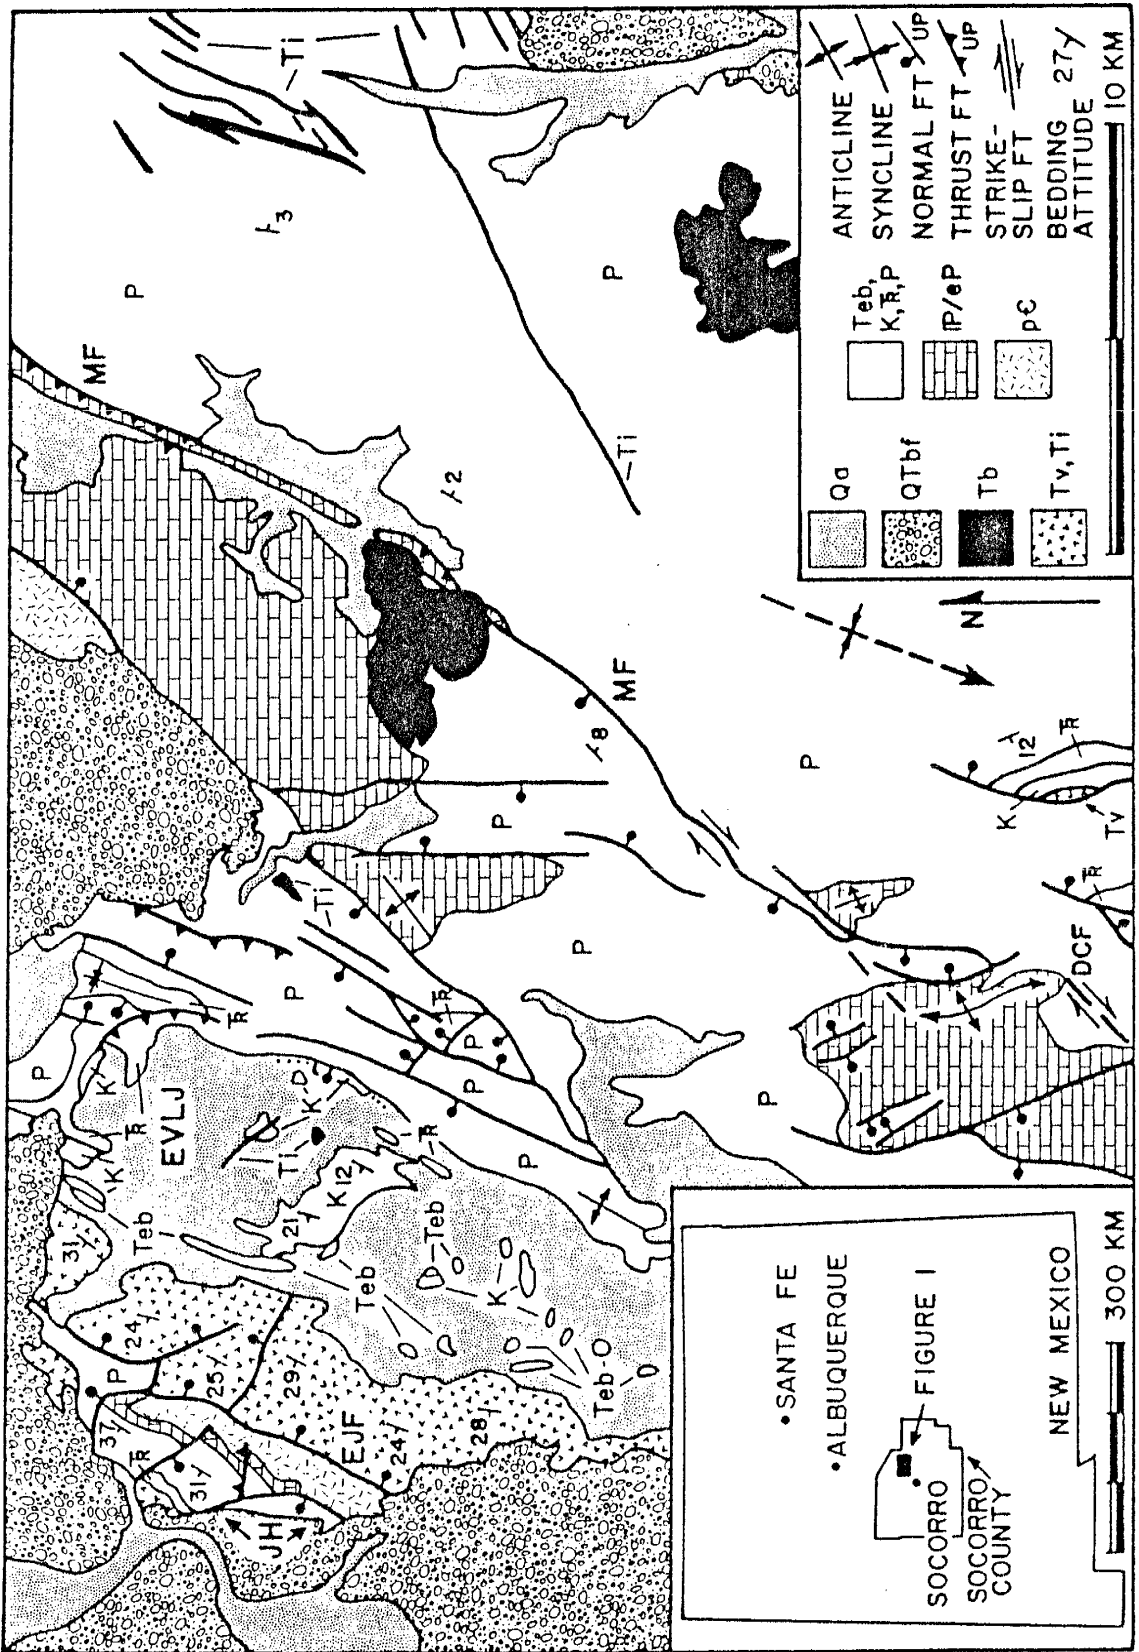 P
37
R̄
31
JH
P
24
25
29
EJF
24
28
31
Teb
K
R̄
K
EVLJ
R̄
P
Ti
K
21
K
12
Teb
Teb
K
Teb
R̄
P
P
P
R̄
P
Ti
P
P
P
P
DCF
R̄
K
Tv
12
R̄
P
8
MF
N
MF
2
P
3
P
Ti
Ti
Ti
• SANTA FE
• ALBUQUERQUE
FIGURE 1
SOCORRO
SOCORRO
COUNTY
NEW MEXICO
300 KM
Qa
QTbf
Tb
Tv,Ti
Teb,
K,R̄,P
IP/eP
p€
ANTICLINE
SYNCLINE
NORMAL FT UP
THRUST FT UP
STRIKE-
SLIP FT
BEDDING 27
ATTITUDE
10 KM